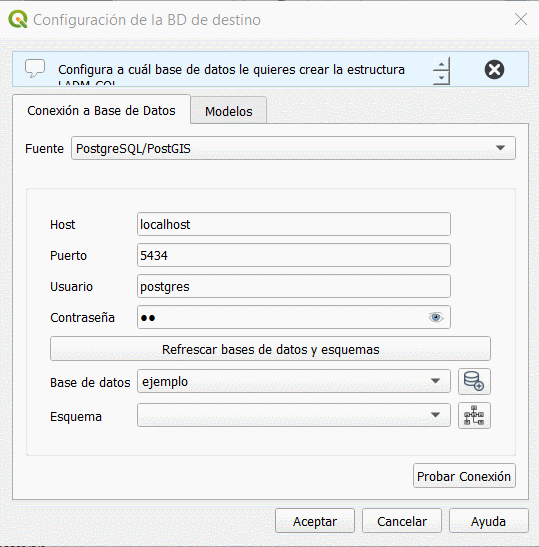 Configuración de la BD de destino
Configura a cuál base de datos le quieres crear la estructura
LADM_COL
Conexión a Base de Datos
Modelos
Fuente PostgreSQL/PostGIS
Host localhost
Puerto 5434
Usuario postgres
Contraseña ●●
Refrescar bases de datos y esquemas
Base de datos ejemplo
Esquema
Probar Conexión
Aceptar Cancelar Ayuda